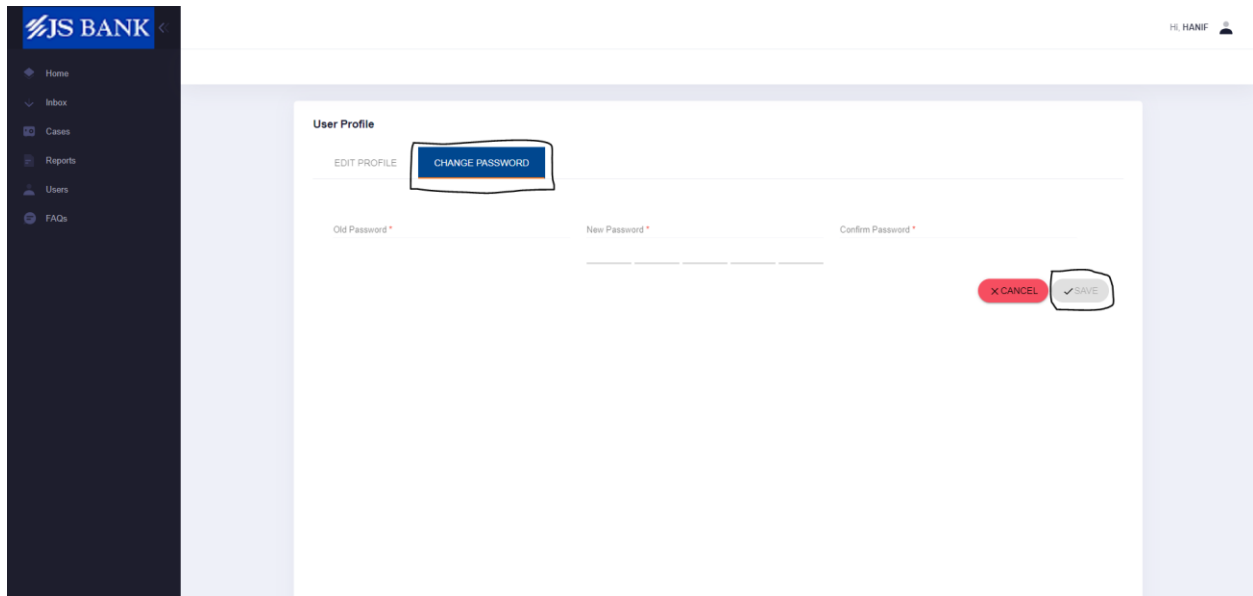 JS BANK
Hi, HANIF
Home
Inbox
Cases
Reports
Users
FAQs
User Profile
EDIT PROFILE CHANGE PASSWORD
Old Password * New Password * Confirm Password *
CANCEL SAVE